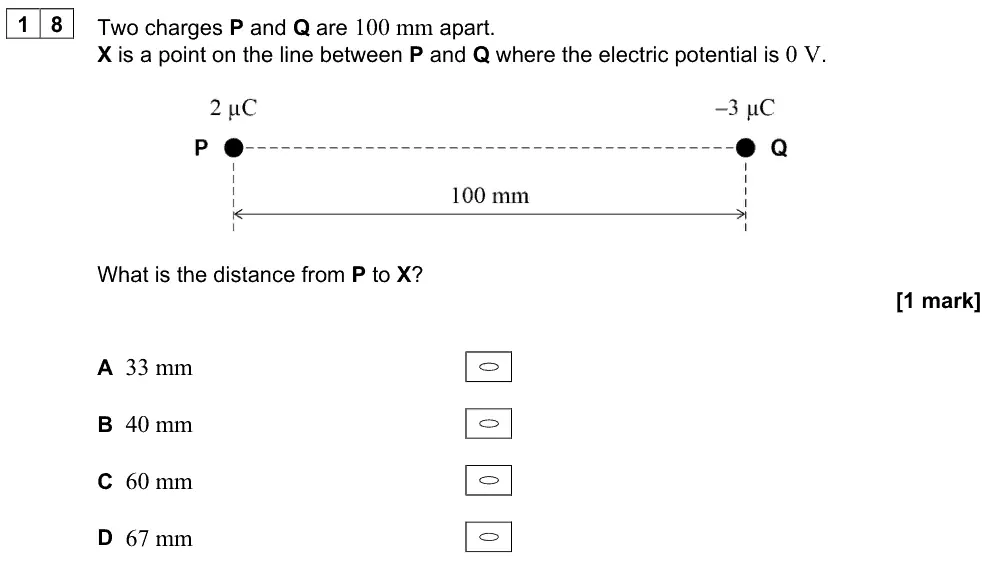 1 8 Two charges P and Q are 100 mm apart.
X is a point on the line between P and Q where the electric potential is 0 V.
2 μC –3 μC
P Q
100 mm
What is the distance from P to X?
[1 mark]
A 33 mm
B 40 mm
C 60 mm
D 67 mm